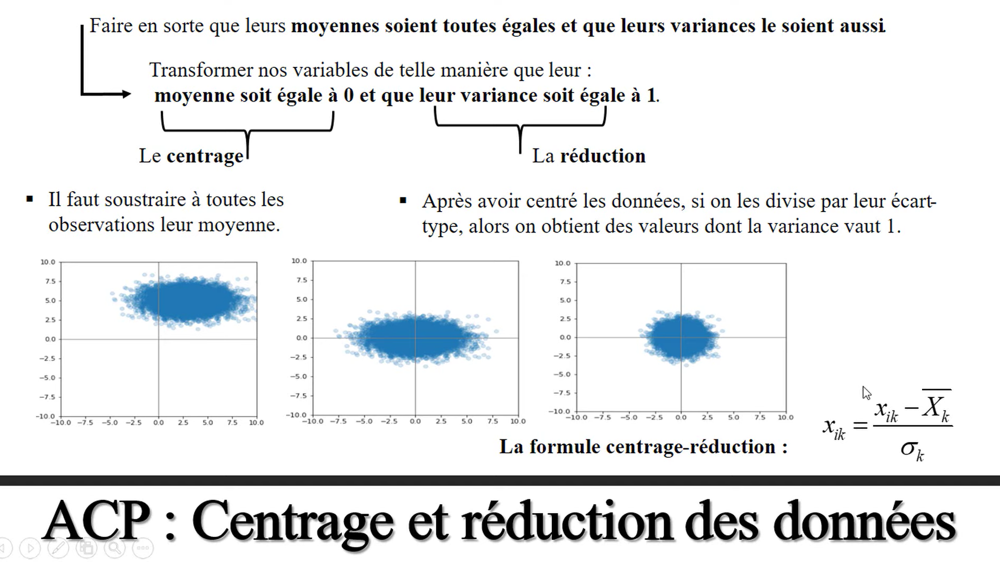 Faire en sorte que leurs moyennes soient toutes égales et que leurs variances le soient aussi.
Transformer nos variables de telle manière que leur :
moyenne soit égale à 0 et que leur variance soit égale à 1.
Le centrage
La réduction
▪ Il faut soustraire à toutes les
observations leur moyenne.
▪ Après avoir centré les données, si on les divise par leur écart-
type, alors on obtient des valeurs dont la variance vaut 1.
10.0
7.5
5.0
2.5
0.0
−2.5
−5.0
−7.5
−10.0
−10.0 −7.5 −5.0 −2.5 0.0 2.5 5.0 7.5 10.0
10.0
7.5
5.0
2.5
0.0
−2.5
−5.0
−7.5
−10.0
−10.0 −7.5 −5.0 −2.5 0.0 2.5 5.0 7.5 10.0
10.0
7.5
5.0
2.5
0.0
−2.5
−5.0
−7.5
−10.0
−10.0 −7.5 −5.0 −2.5 0.0 2.5 5.0 7.5 10.0
La formule centrage-réduction :
x_ik = (x_ik − X̅_k) / σ_k
ACP : Centrage et réduction des données